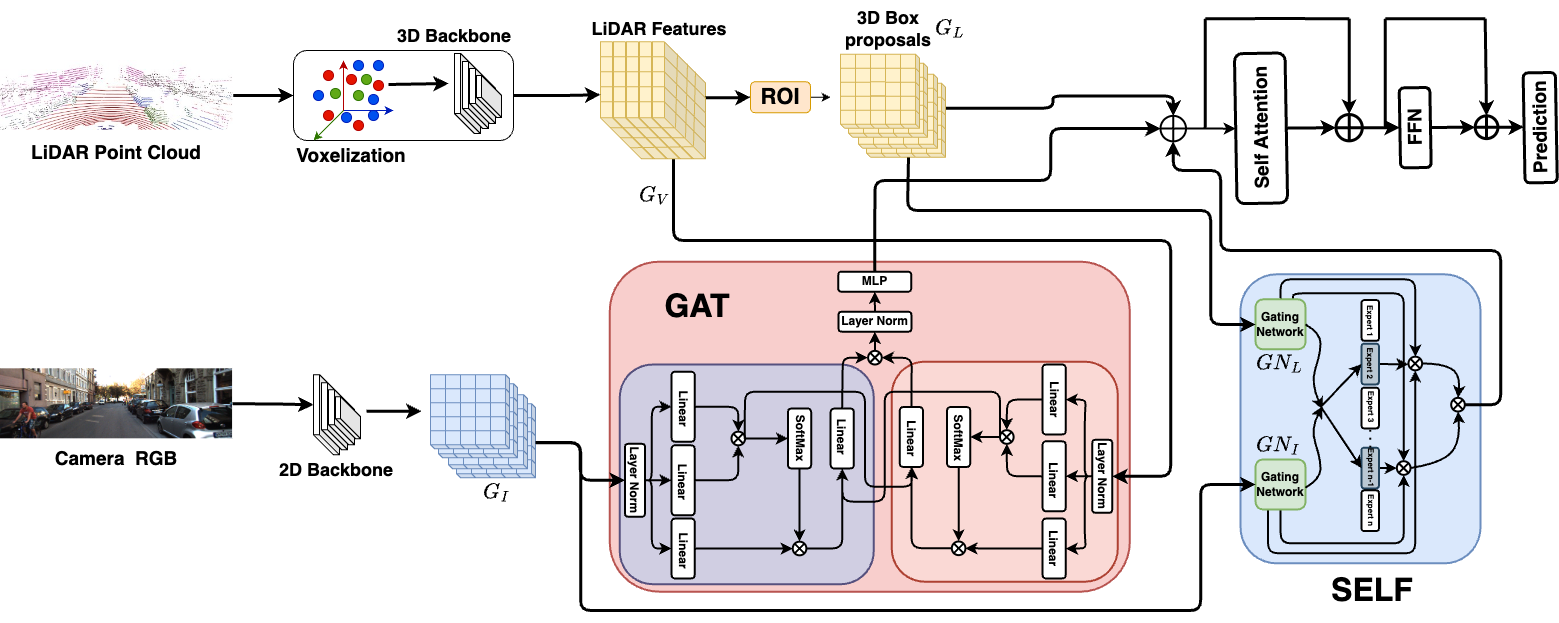 LiDAR Point Cloud
3D Backbone
Voxelization
LiDAR Features
G_V
ROI
3D Box
proposals
G_L
Self Attention
FFN
Prediction
Camera RGB
2D Backbone
G_I
GAT
MLP
Layer Norm
Layer Norm
Linear
Linear
Linear
SoftMax
Linear
Linear
SoftMax
Linear
Linear
Linear
Layer Norm
Gating
Network
GN_L
GN_I
Gating
Network
Expert 1
Expert 2
Expert 3
Expert n-1
Expert n
SELF